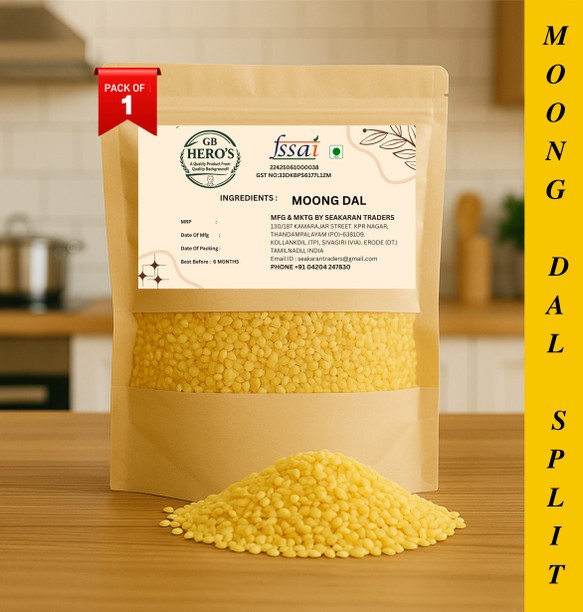 PACK OF
1
GB
HERO'S
A Quality Product From
Quality Background!!
fssai
22425061000038
GST NO:33DKBPS6177L1ZM
INGREDIENTS : MOONG DAL
MFG & MKTG BY SEAKARAN TRADERS
130/187 KAMARAJAR STREET, KPR NAGAR,
THANDAMPALAYAM (PO)-638109.
KOLLANKOIL (TP), SIVAGIRI (VIA). ERODE (DT.)
TAMILNADU, INDIA
Email ID : seakarantraders@gmail.com
PHONE +91 04204 247830
MRP :
Date Of Mfg :
Date Of Packing :
Best Before : 6 MONTHS
MOONG DAL SPLIT